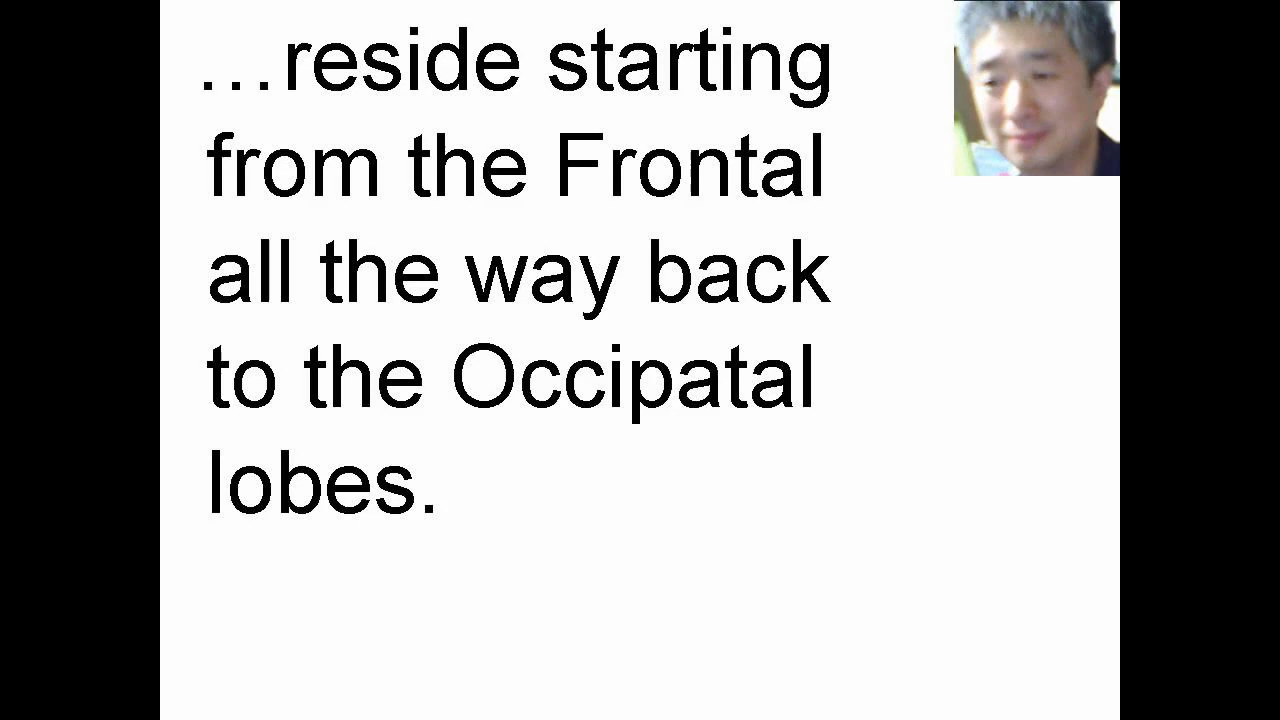 …reside starting
from the Frontal
all the way back
to the Occipatal
lobes.